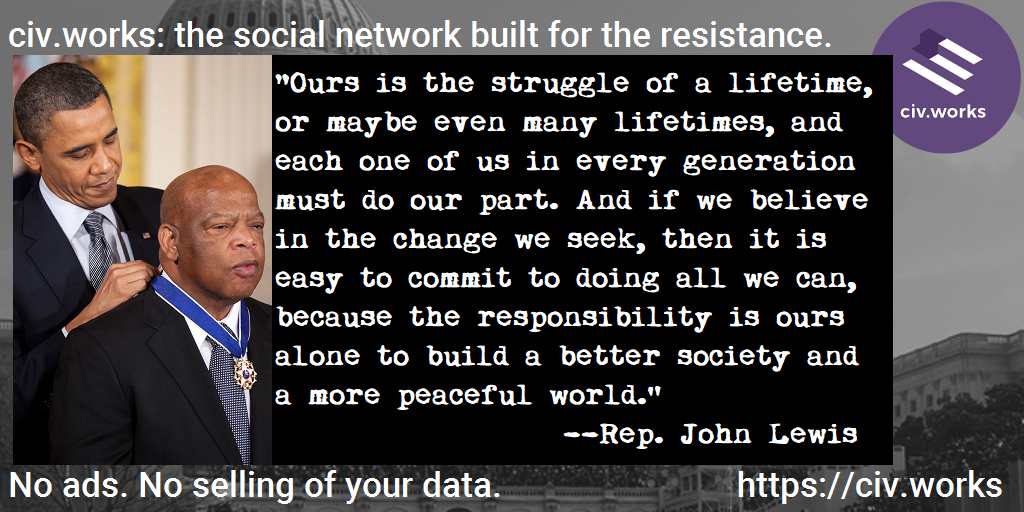 civ.works: the social network built for the resistance.
civ.works
"Ours is the struggle of a lifetime,
or maybe even many lifetimes, and
each one of us in every generation
must do our part. And if we believe
in the change we seek, then it is
easy to commit to doing all we can,
because the responsibility is ours
alone to build a better society and
a more peaceful world."
--Rep. John Lewis
No ads. No selling of your data.
https://civ.works